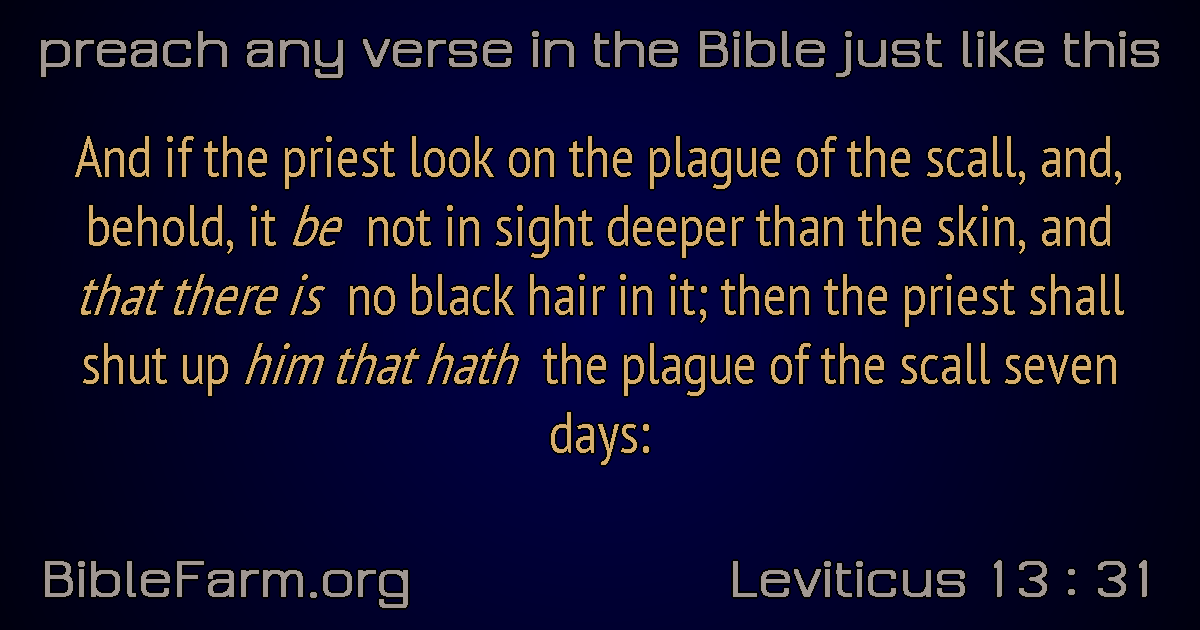 preach any verse in the Bible just like this
And if the priest look on the plague of the scall, and,
behold, it be not in sight deeper than the skin, and
that there is no black hair in it; then the priest shall
shut up him that hath the plague of the scall seven
days:
BibleFarm.org
Leviticus 13 : 31